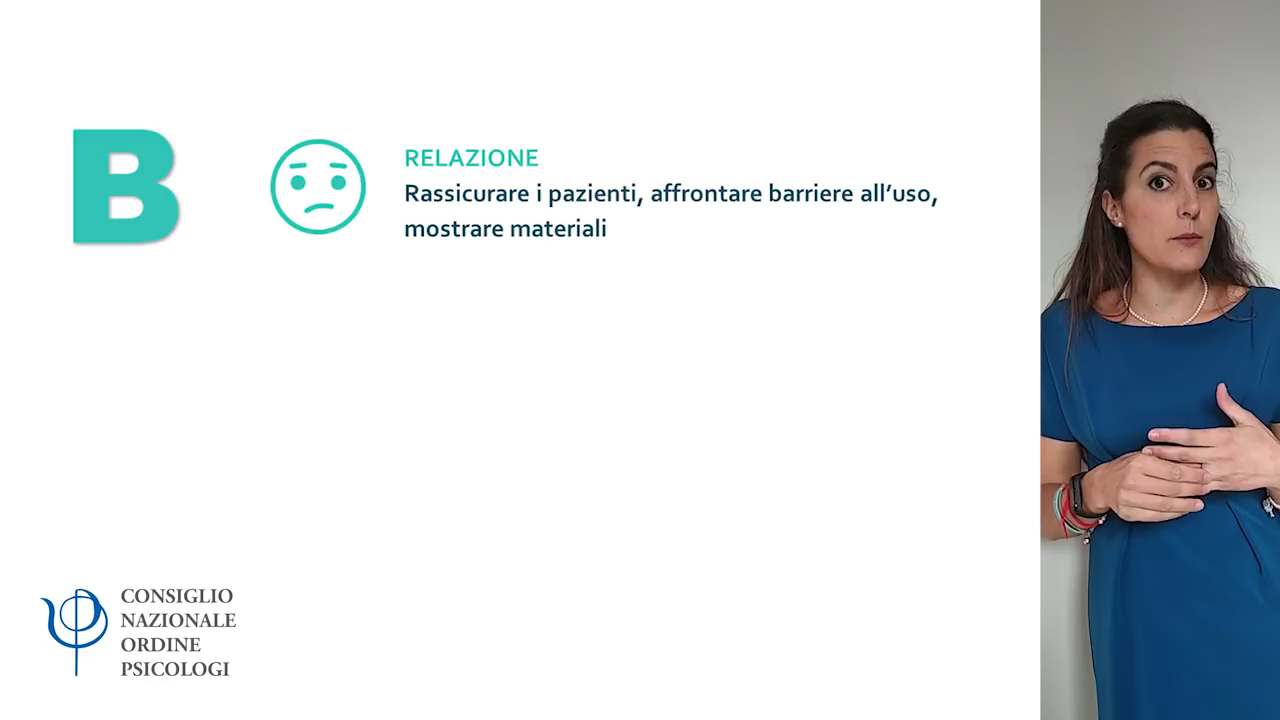 B
RELAZIONE
Rassicurare i pazienti, affrontare barriere all’uso,
mostrare materiali
CONSIGLIO
NAZIONALE
ORDINE
PSICOLOGI